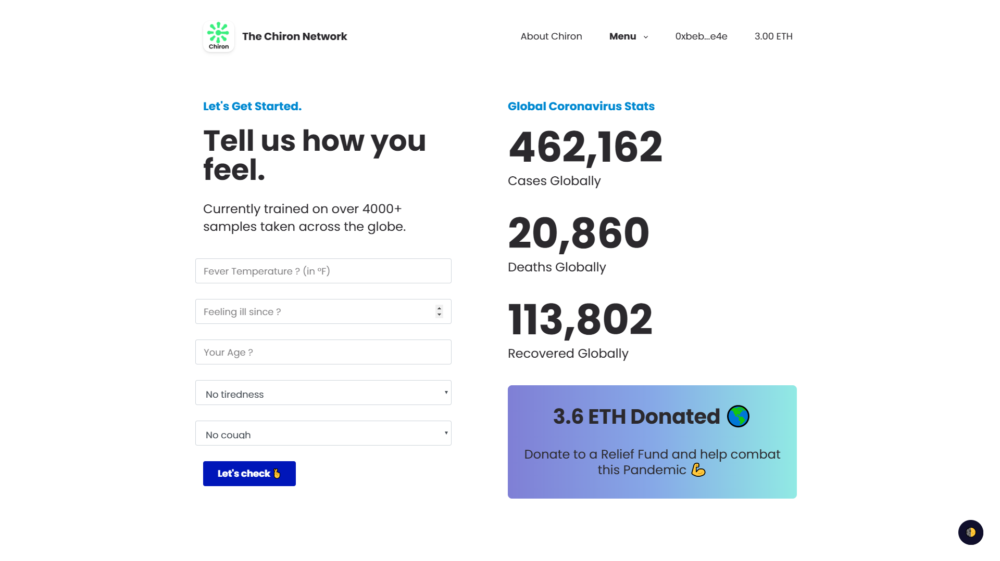 Chiron
The Chiron Network
About Chiron
Menu
0xbeb...e4e
3.00 ETH
Let's Get Started.
Tell us how you
feel.
Currently trained on over 4000+
samples taken across the globe.
Fever Temperature ? (in ºF)
Feeling ill since ?
Your Age ?
No tiredness
No cough
Let's check 🤞
Global Coronavirus Stats
462,162
Cases Globally
20,860
Deaths Globally
113,802
Recovered Globally
3.6 ETH Donated 🌎
Donate to a Relief Fund and help combat
this Pandemic 💪